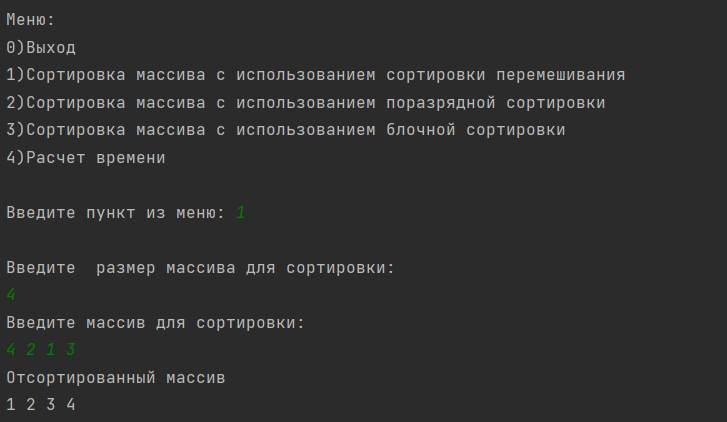 Меню:
0)Выход
1)Сортировка массива с использованием сортировки перемешивания
2)Сортировка массива с использованием поразрядной сортировки
3)Сортировка массива с использованием блочной сортировки
4)Расчет времени
Введите пункт из меню: 1
Введите  размер массива для сортировки:
4
Введите массив для сортировки:
4 2 1 3
Отсортированный массив
1 2 3 4